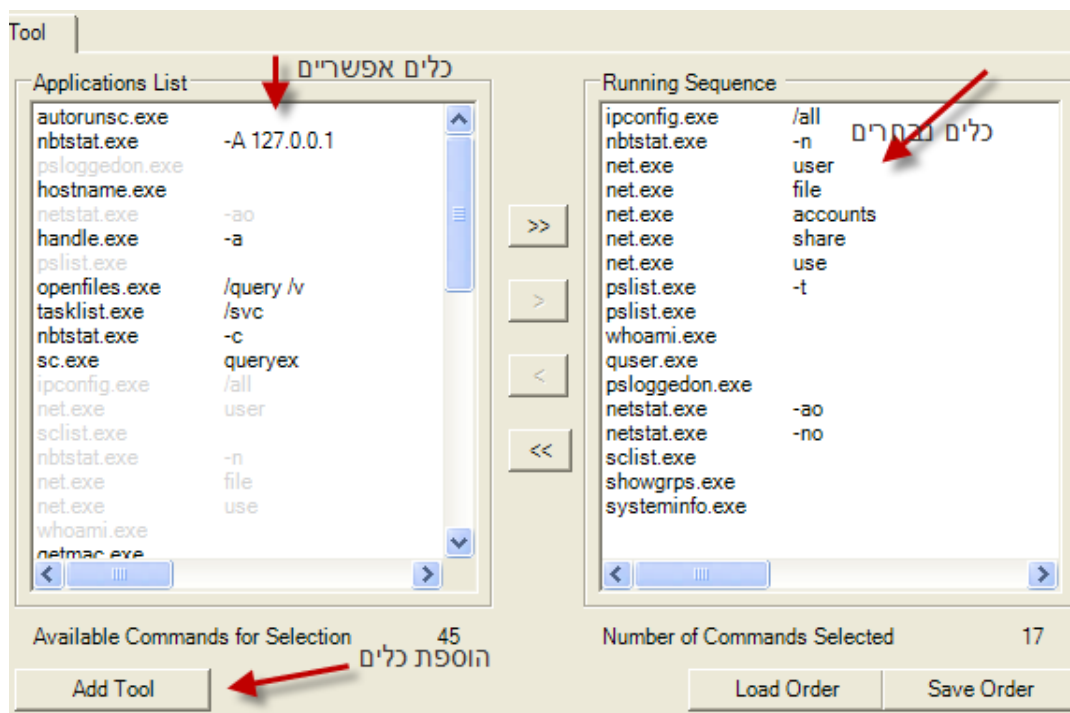 Tool
כלים אפשריים
Applications List
autorunsc.exe
nbtstat.exe -A 127.0.0.1
psloggedon.exe
hostname.exe
netstat.exe -ao
handle.exe -a
pslist.exe
openfiles.exe /query /v
tasklist.exe /svc
nbtstat.exe -c
sc.exe queryex
ipconfig.exe /all
net.exe user
sclist.exe
nbtstat.exe -n
net.exe file
net.exe use
whoami.exe
getmac.exe
>>
>
<
<<
Running Sequence
כלים נבחרים
ipconfig.exe /all
nbtstat.exe -n
net.exe user
net.exe file
net.exe accounts
net.exe share
net.exe use
pslist.exe -t
pslist.exe
whoami.exe
quser.exe
psloggedon.exe
netstat.exe -ao
netstat.exe -no
sclist.exe
showgrps.exe
systeminfo.exe
Available Commands for Selection 45
Number of Commands Selected 17
הוספת כלים
Add Tool
Load Order
Save Order